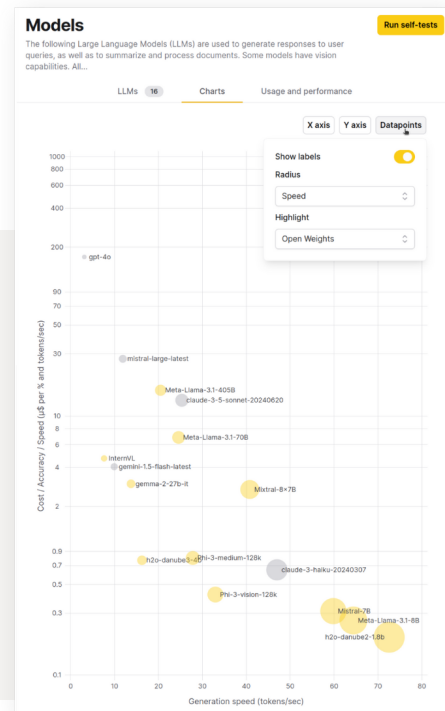 Models
Run self-tests
The following Large Language Models (LLMs) are used to generate responses to user
queries, as well as to summarize and process documents. Some models have vision
capabilities. All...
LLMs 16 Charts Usage and performance
X axis Y axis Datapoints
Show labels
Radius
Speed
Highlight
Open Weights
Cost / Accuracy / Speed (µ$ per % and tokens/sec)
1000
800
600
400
200
90
70
50
30
10
8
6
4
2
0.9
0.7
0.5
0.3
0.1
gpt-4o
mistral-large-latest
Meta-Llama-3.1-405B
claude-3-5-sonnet-20240620
Meta-Llama-3.1-70B
InternVL
gemini-1.5-flash-latest
gemma-2-27b-it
Mixtral-8x7B
h2o-danube3-4b
Phi-3-medium-128k
claude-3-haiku-20240307
Phi-3-vision-128k
Mistral-7B
Meta-Llama-3.1-8B
h2o-danube2-1.8b
0 10 20 30 40 50 60 70 80
Generation speed (tokens/sec)